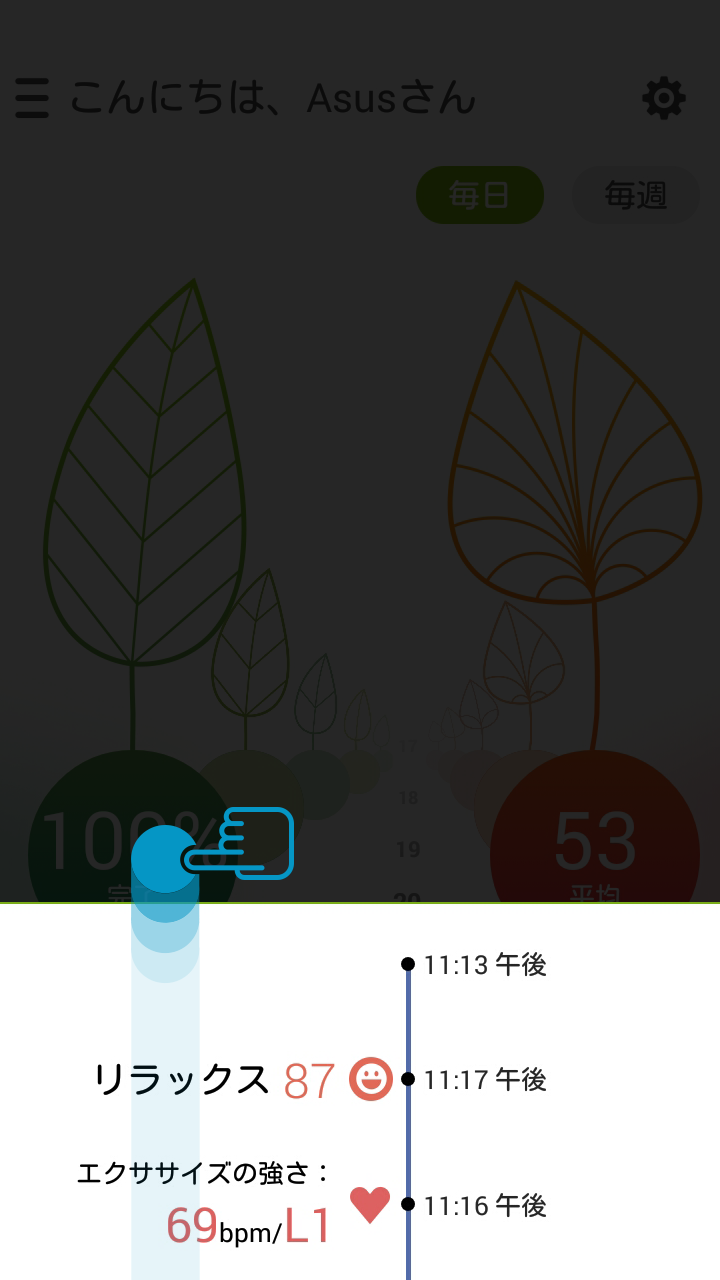 こんにちは、Asusさん
毎日 毎週
17
18
19
20
100%
完了
53
平均
11:13 午後
リラックス 87
11:17 午後
エクササイズの強さ：
69bpm/L1
11:16 午後